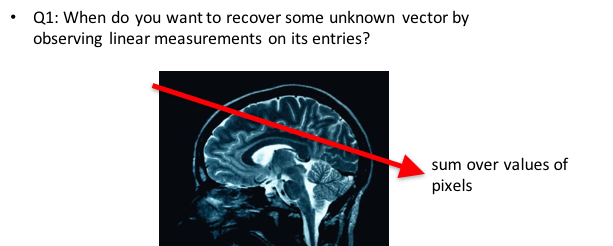 • Q1: When do you want to recover some unknown vector by
observing linear measurements on its entries?
sum over values of
pixels